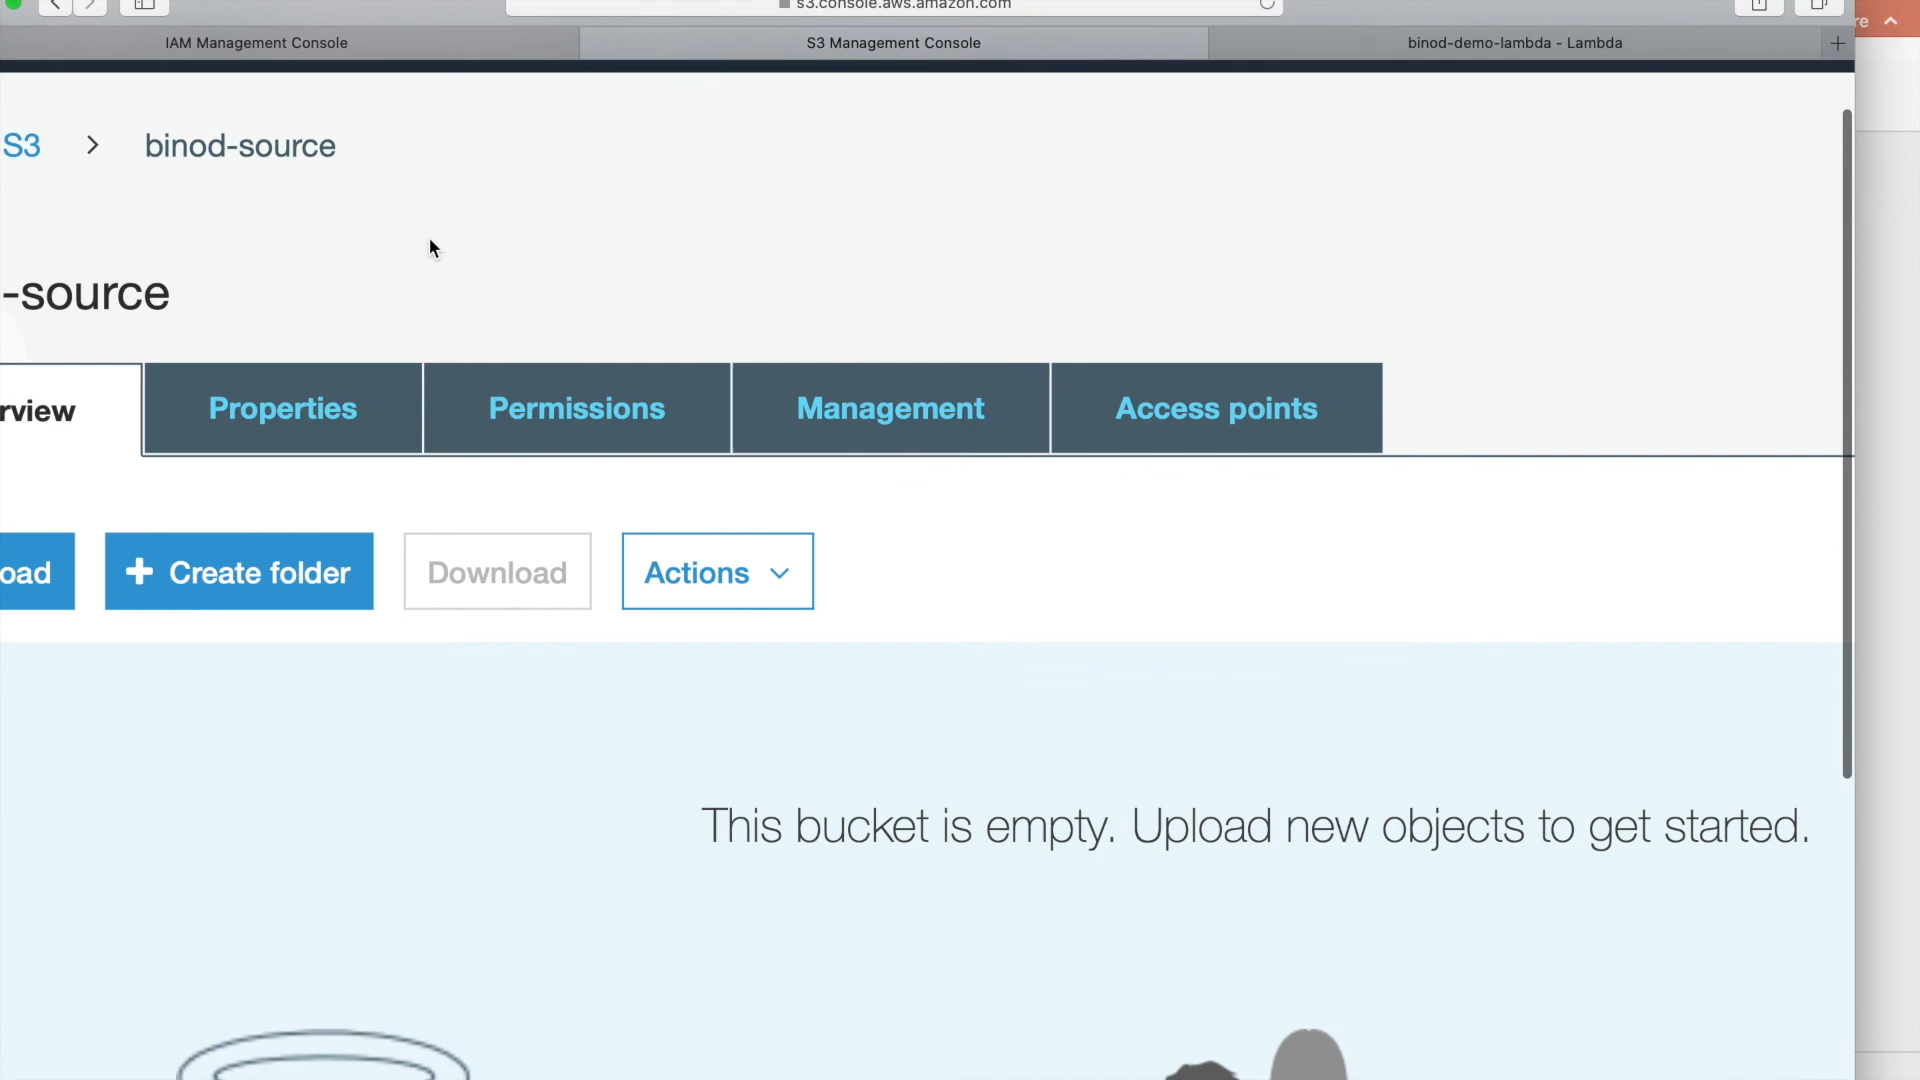 s3.console.aws.amazon.com
re
IAM Management Console
S3 Management Console
binod-demo-lambda - Lambda
S3 > binod-source
-source
rview
Properties
Permissions
Management
Access points
oad
Create folder
Download
Actions
This bucket is empty. Upload new objects to get started.